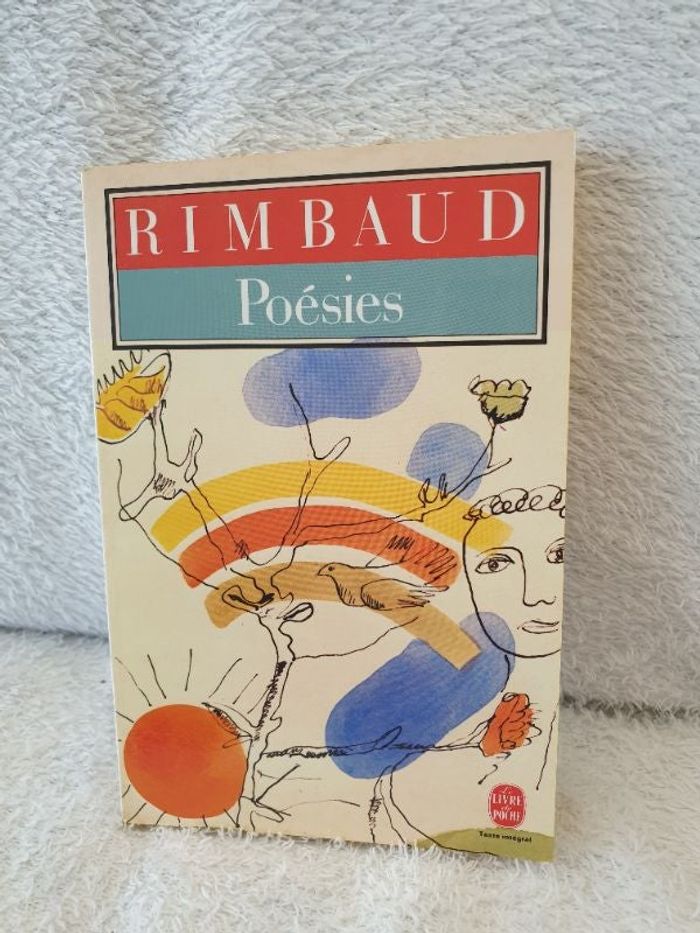 RIMBAUD
Poésies
Le
LIVRE
de
POCHE
Texte intégral